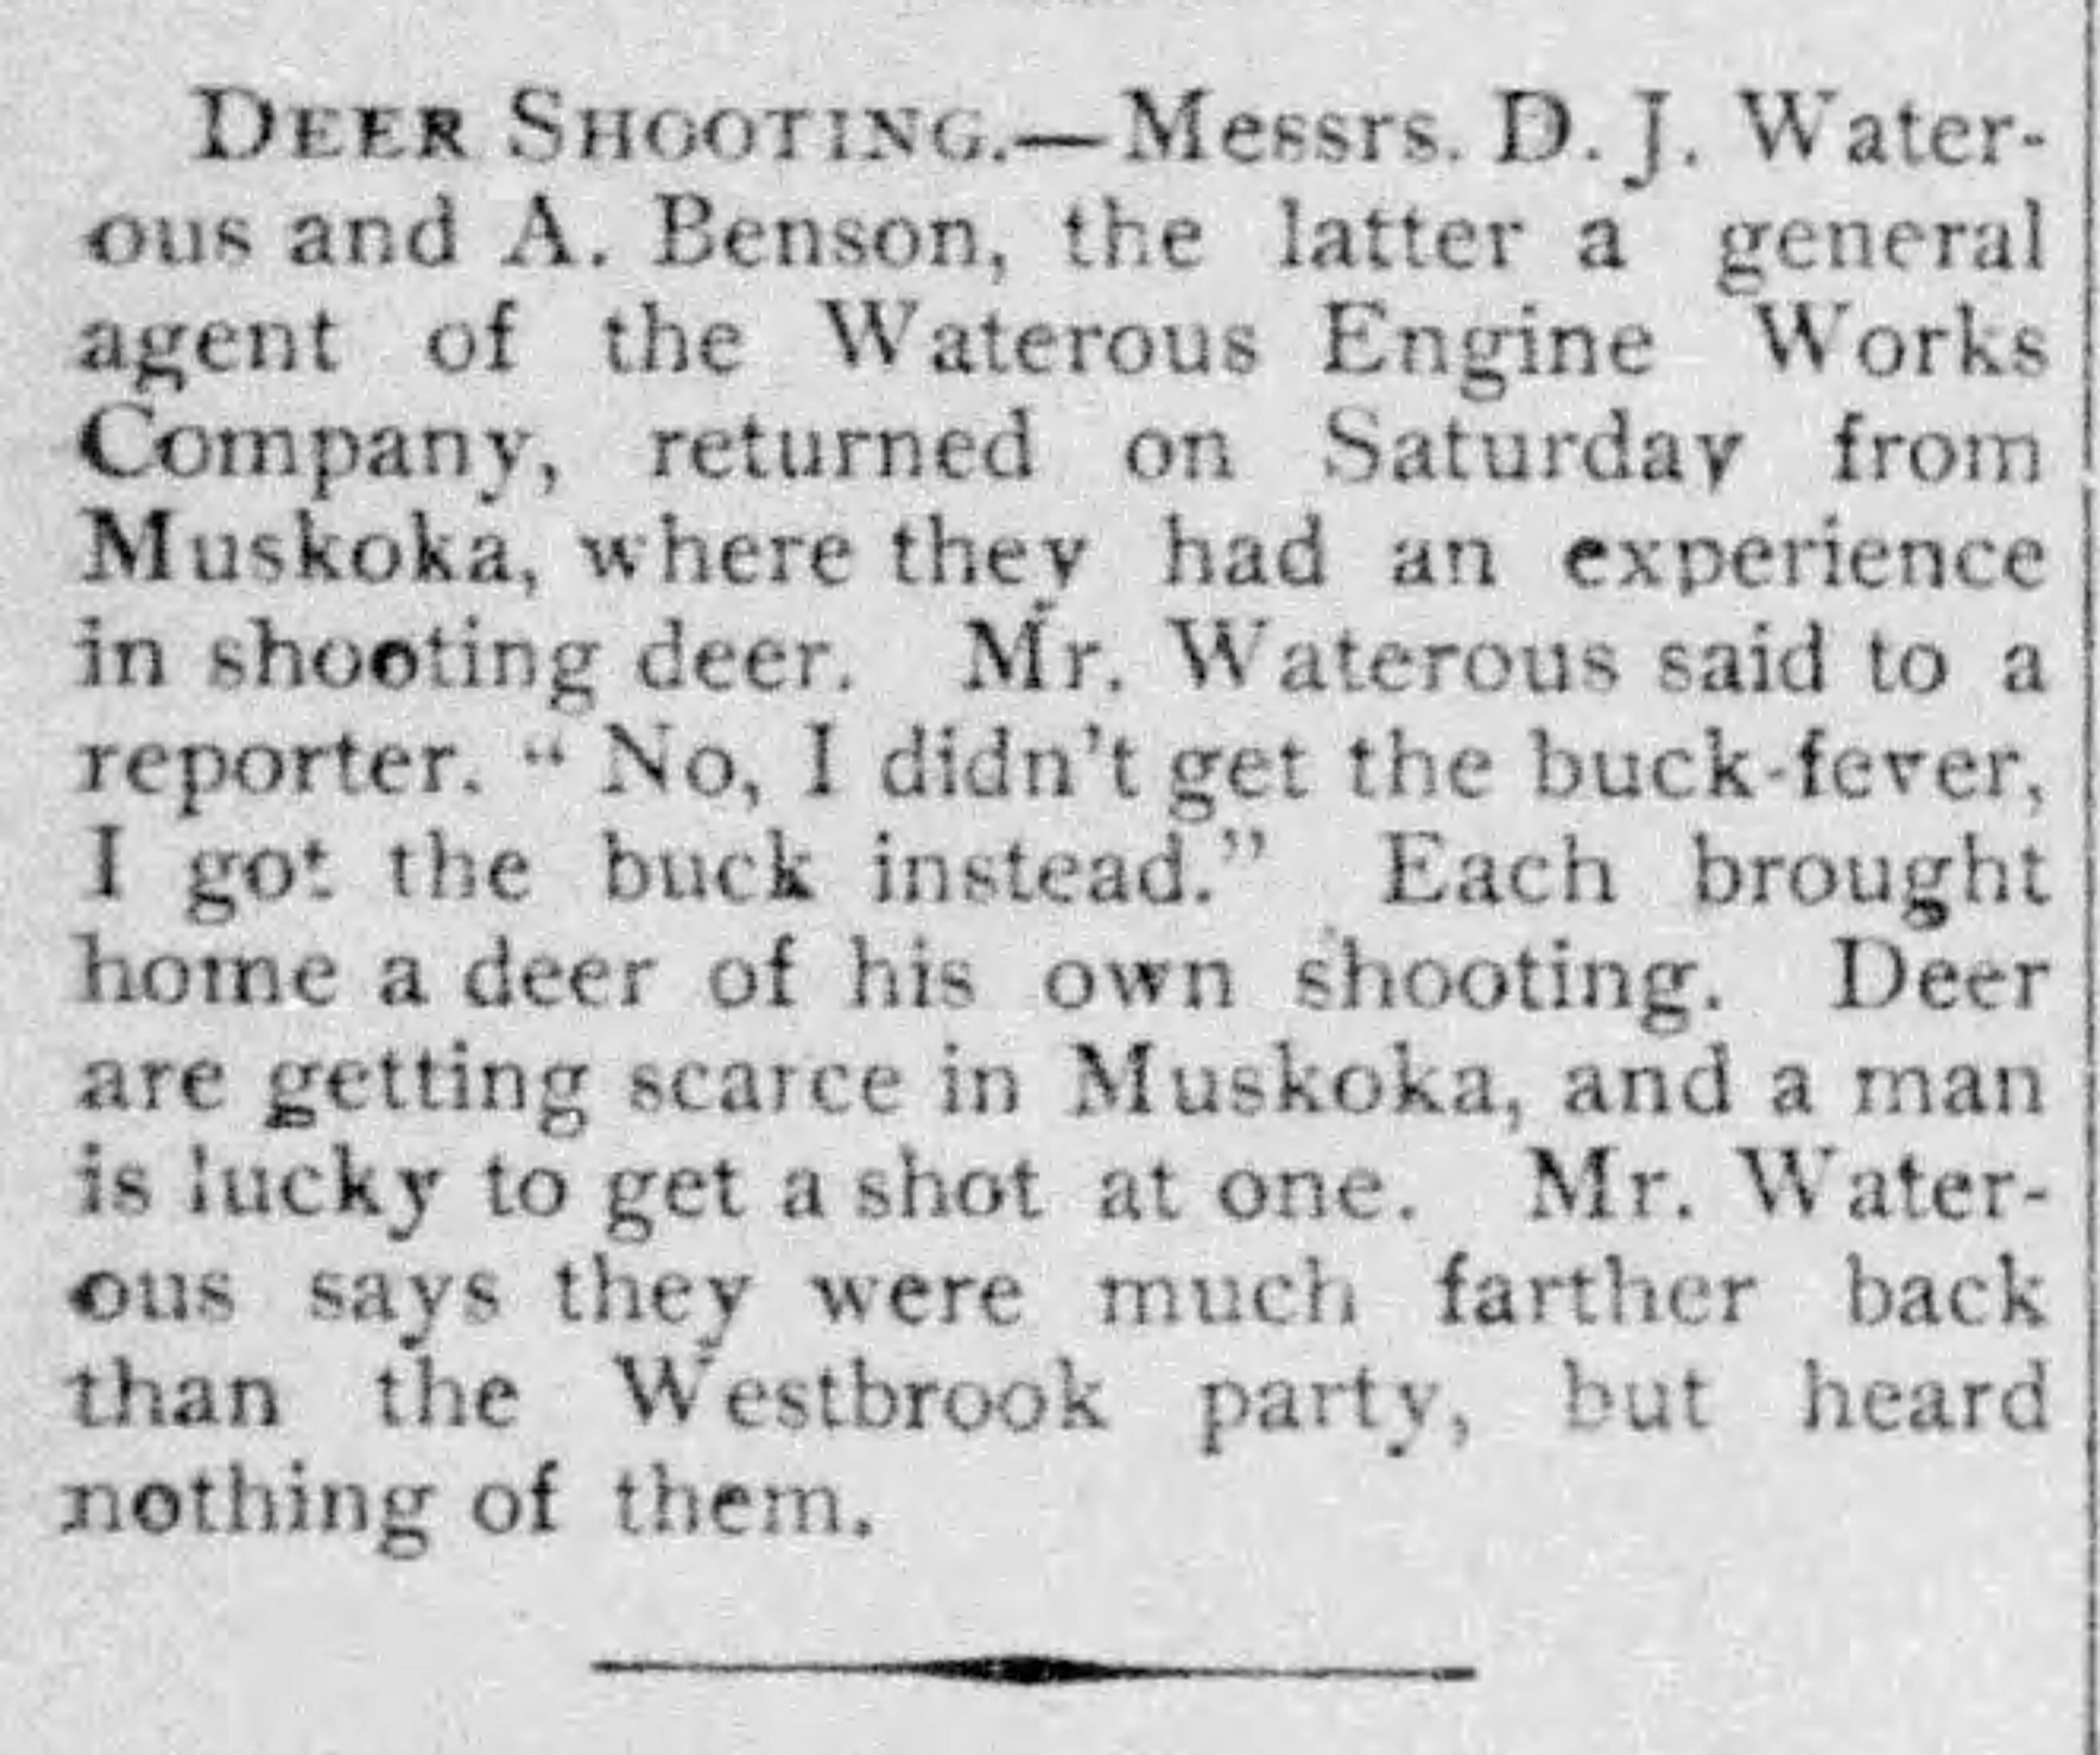 DEER SHOOTING.—Messrs. D. J. Water-
ous and A. Benson, the latter a general
agent of the Waterous Engine Works
Company, returned on Saturday from
Muskoka, where they had an experience
in shooting deer. Mr. Waterous said to a
reporter. “ No, I didn't get the buck-fever,
I got the buck instead.” Each brought
home a deer of his own shooting. Deer
are getting scarce in Muskoka, and a man
is lucky to get a shot at one. Mr. Water-
ous says they were much farther back
than the Westbrook party, but heard
nothing of them.